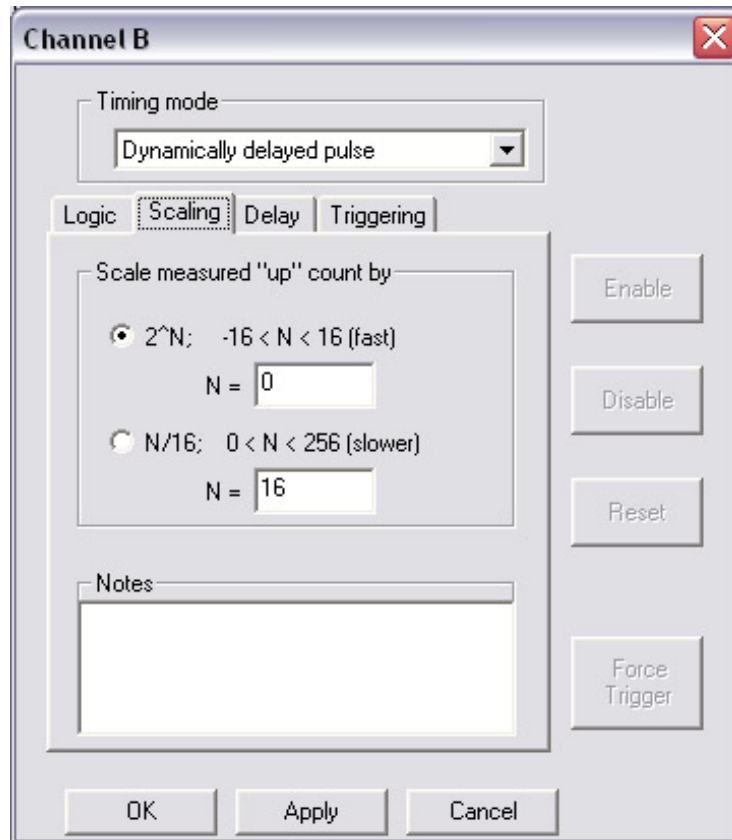 Channel B
Timing mode
Dynamically delayed pulse
Logic Scaling Delay Triggering
Scale measured "up" count by
2^N; -16 < N < 16 (fast)
N = 0
N/16; 0 < N < 256 (slower)
N = 16
Notes
Enable
Disable
Reset
Force
Trigger
OK Apply Cancel